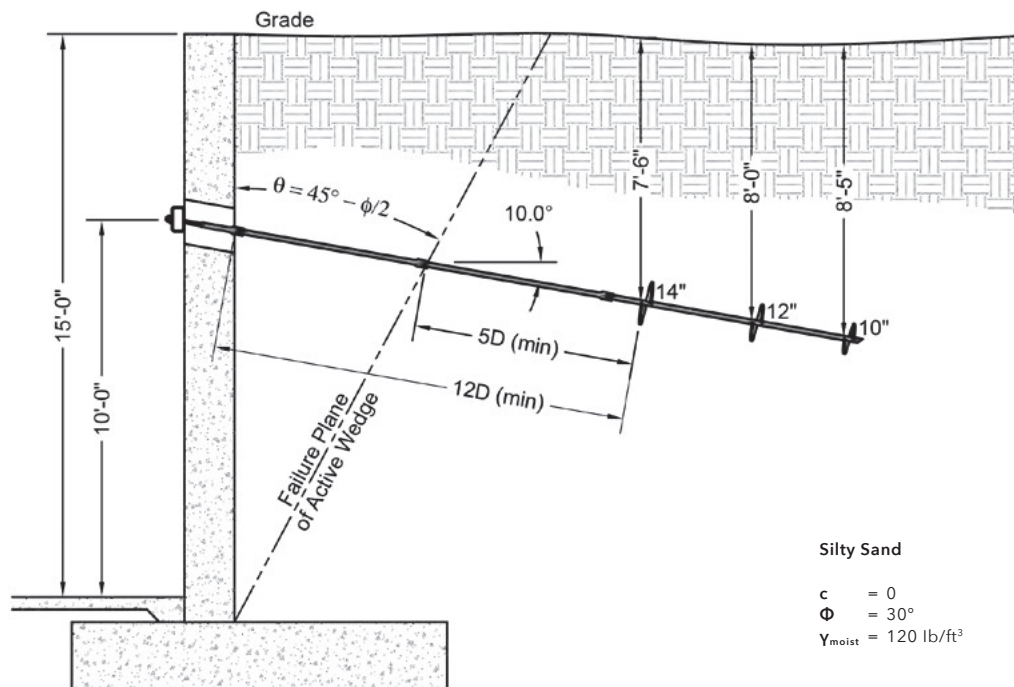 Grade
15'-0"
10'-0"
θ = 45° − ϕ/2
10.0°
7'-6"
8'-0"
8'-5"
14"
12"
10"
5D (min)
12D (min)
Failure Plane
of Active Wedge
Silty Sand
c = 0
Φ = 30°
γmoist = 120 lb/ft³